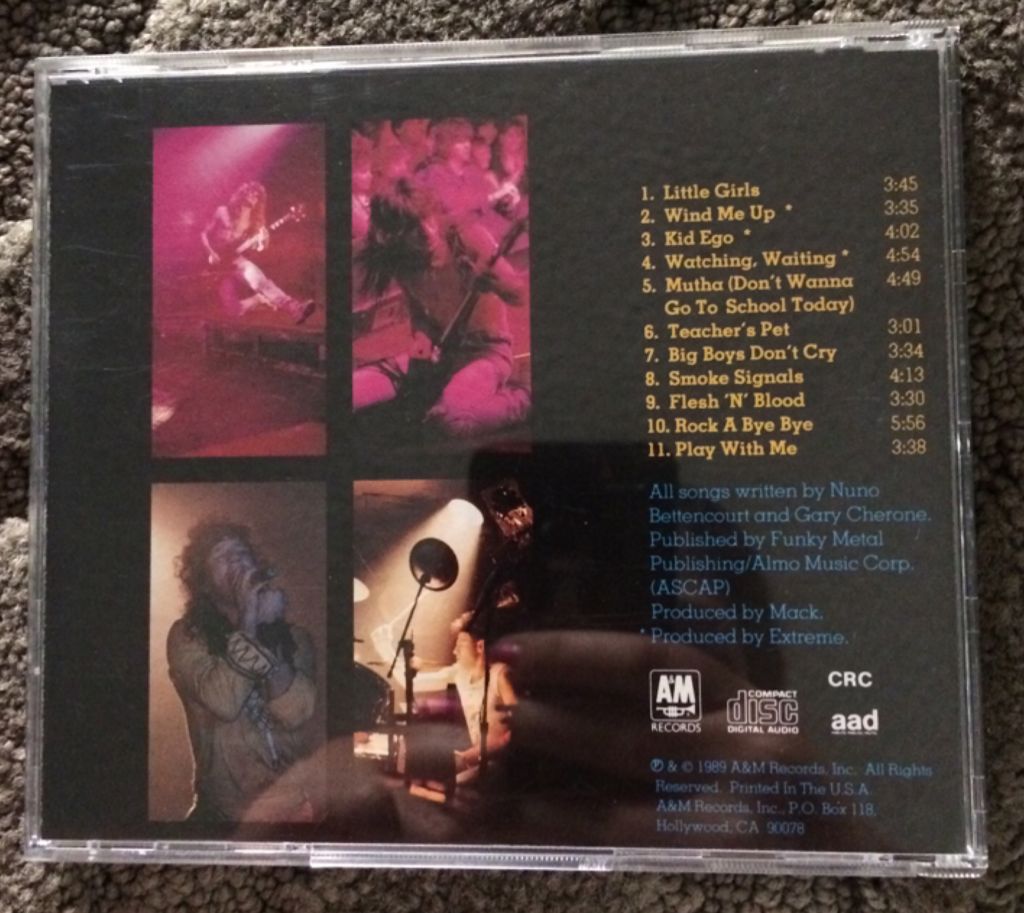 1. Little Girls 3:45
2. Wind Me Up * 3:35
3. Kid Ego * 4:02
4. Watching, Waiting * 4:54
5. Mutha (Don't Wanna 4:49
Go To School Today)
6. Teacher's Pet 3:01
7. Big Boys Don't Cry 3:34
8. Smoke Signals 4:13
9. Flesh 'N' Blood 3:30
10. Rock A Bye Bye 5:56
11. Play With Me 3:38
All songs written by Nuno
Bettencourt and Gary Cherone.
Published by Funky Metal
Publishing/Almo Music Corp.
(ASCAP)
Produced by Mack.
* Produced by Extreme.
A&M
RECORDS
COMPACT
disc
DIGITAL AUDIO
CRC
aad
℗ & © 1989 A&M Records, Inc. All Rights
Reserved. Printed In The U.S.A.
A&M Records, Inc., P.O. Box 118,
Hollywood, CA 90078